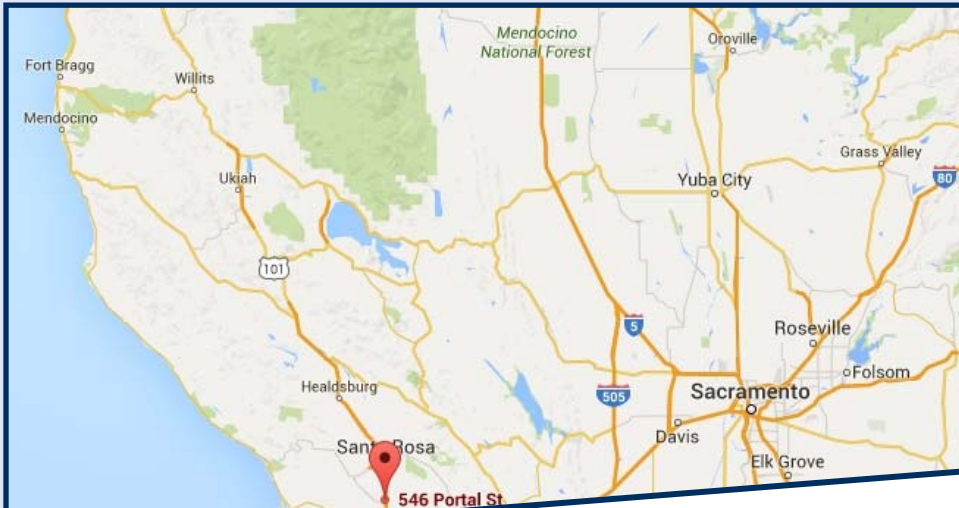 Mendocino
National Forest
Oroville
Fort Bragg
Willits
Mendocino
Grass Valley
Ukiah
Yuba City
80
101
5
Roseville
Folsom
Healdsburg
505
Sacramento
Santa Rosa
Davis
Elk Grove
546 Portal St